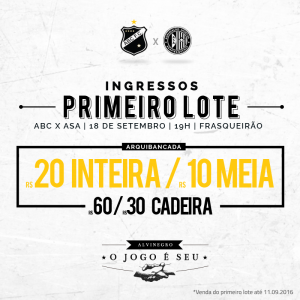 ABC F.C.
X
INGRESSOS
PRIMEIRO LOTE
ABC X ASA | 18 DE SETEMBRO | 19H | FRASQUEIRÃO
ARQUIBANCADA
R$ 20 INTEIRA / R$ 10 MEIA
R$ 60 / R$ 30 CADEIRA
ALVINEGRO
O JOGO É SEU
*Venda do primeiro lote até 11.09.2016